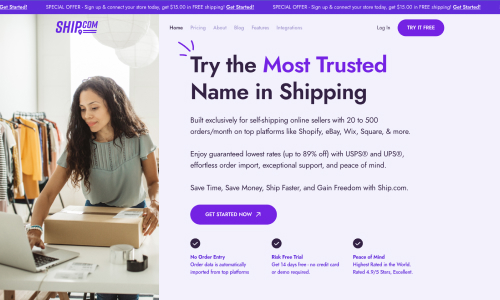 Get Started! SPECIAL OFFER - Sign up & connect your store today, get $15.00 in FREE shipping! Get Started! SPECIAL OFFER - Sign up & connect your store today, get $15.00 in FREE shipping! Get Started!
SHIP.COM
Home Pricing About Blog Features Integrations Log In TRY IT FREE
Try the Most Trusted
Name in Shipping
Built exclusively for self-shipping online sellers with 20 to 500
orders/month on top platforms like Shopify, eBay, Wix, Square, & more.
Enjoy guaranteed lowest rates (up to 89% off) with USPS® and UPS®,
effortless order import, exceptional support, and peace of mind.
Save Time, Save Money, Ship Faster, and Gain Freedom with Ship.com.
GET STARTED NOW
No Order Entry
Order data is automatically
imported from top platforms
Risk Free Trial
Get 14 days free - no credit card
or demo required.
Peace of Mind
Highest Rated in the World.
Rated 4.9/5 Stars, Excellent